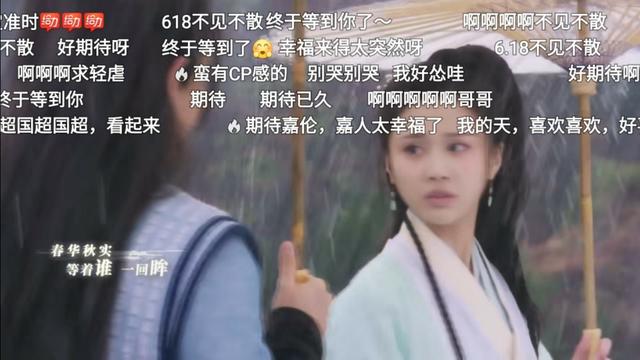 准时
618不见不散 终于等到你了～
啊啊啊啊不见不散
不散 好期待呀 终于等到了 幸福来得太突然呀 6.18不见不散
啊啊啊求轻虐 蛮有CP感的 别哭别哭 我好怂哇 好期待啊
终于等到你 期待 期待已久 啊啊啊啊啊哥哥
超国超国超，看起来 期待嘉伦，嘉人太幸福了 我的天，喜欢喜欢，好
春华秋实
等着谁一回眸